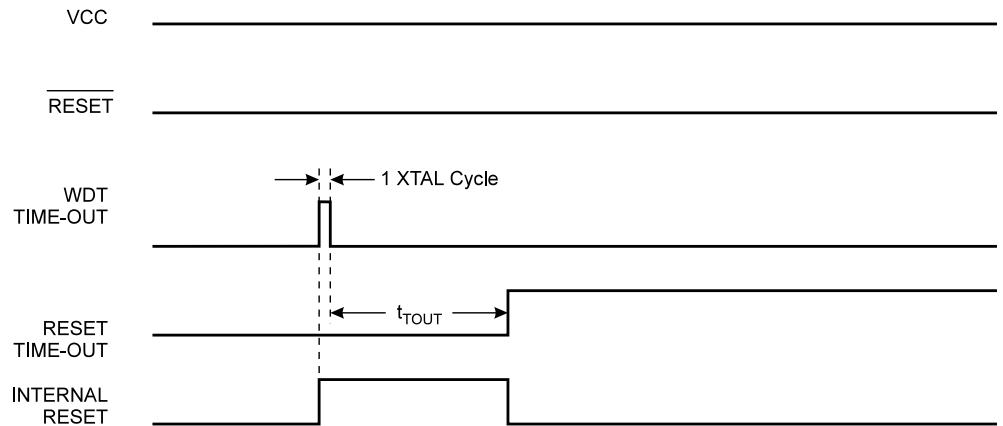 VCC
RESET
1 XTAL Cycle
WDT
TIME-OUT
tTOUT
RESET
TIME-OUT
INTERNAL
RESET